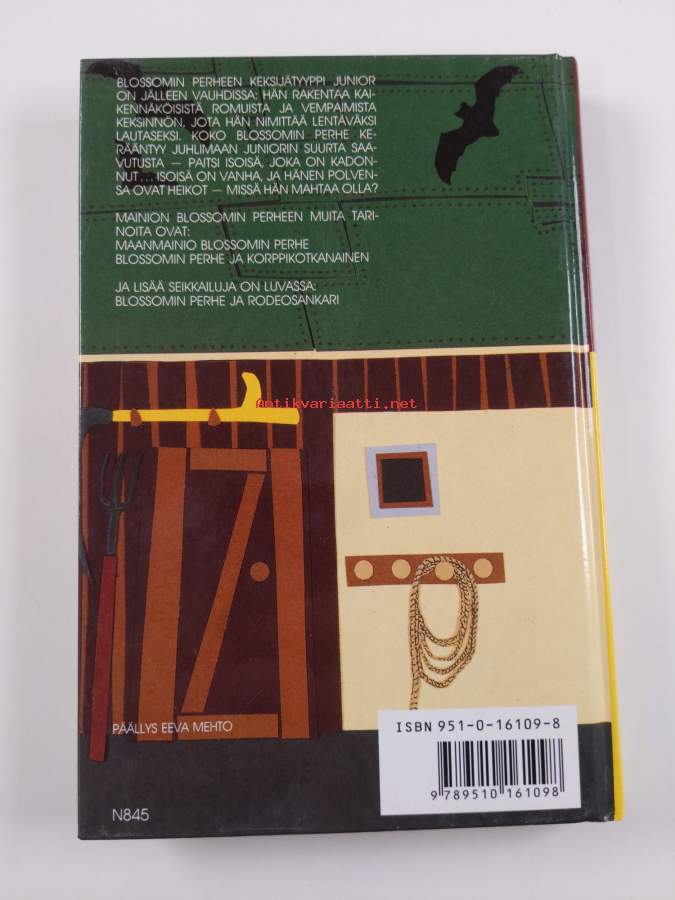 BLOSSOMIN PERHEEN KEKSIJÄTYYPPI JUNIOR
ON JÄLLEEN VAUHDISSA: HÄN RAKENTAA KAI-
KENNÄKÖISISTÄ ROMUISTA JA VEMPAIMISTA
KEKSINNÖN, JOTA HÄN NIMITTÄÄ LENTÄVÄKSI
LAUTASEKSI. KOKO BLOSSOMIN PERHE KE-
RÄÄNTYY JUHLIMAAN JUNIORIN SUURTA SAA-
VUTUSTA — PAITSI ISOISÄ, JOKA ON KADON-
NUT... ISOISÄ ON VANHA, JA HÄNEN POLVEN-
SA OVAT HEIKOT — MISSÄ HÄN MAHTAA OLLA?
MAINION BLOSSOMIN PERHEEN MUITA TARI-
NOITA OVAT:
MAANMAINIO BLOSSOMIN PERHE
BLOSSOMIN PERHE JA KORPPIKOTKANAINEN
JA LISÄÄ SEIKKAILUJA ON LUVASSA:
BLOSSOMIN PERHE JA RODEOSANKARI
Antikvariaatti.net
PÄÄLLYS EEVA MEHTO
ISBN 951-0-16109-8
9 789510 161098
N845